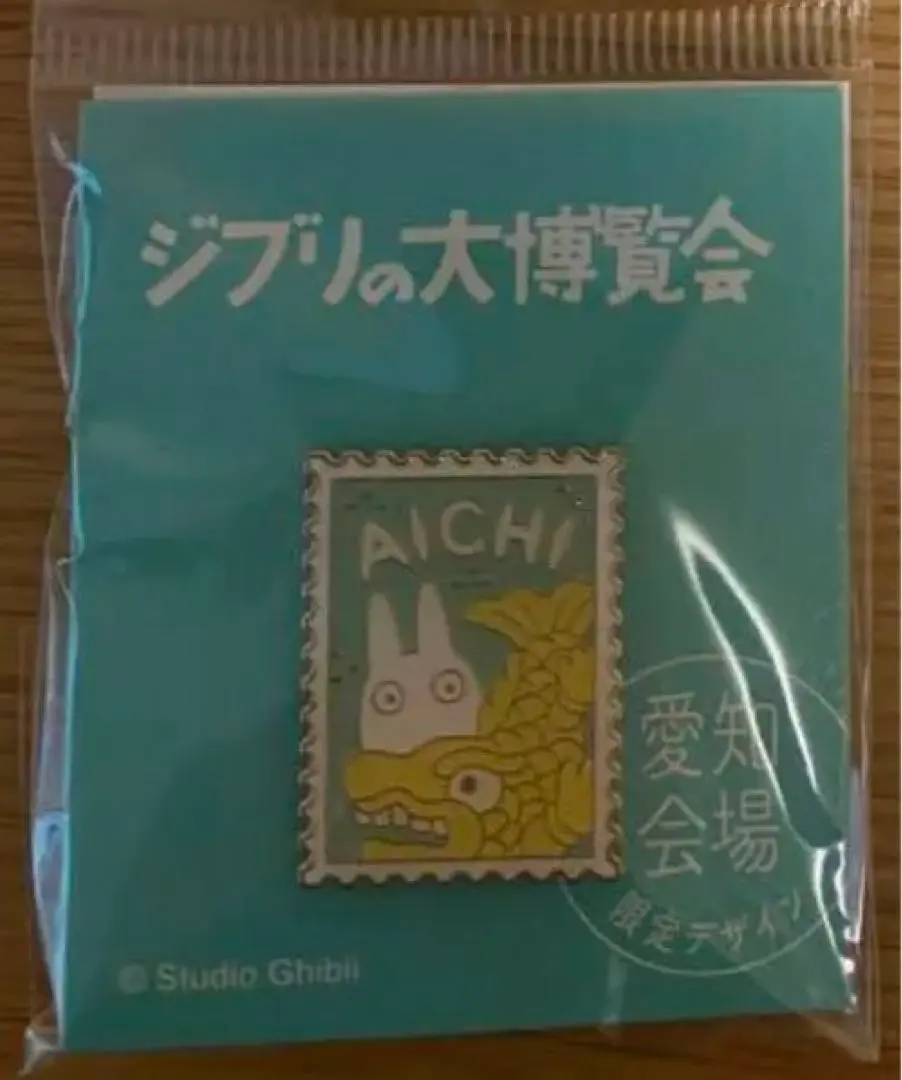 ジブリの大博覧会
AICHI
愛知
会場
限定デザイン
© Studio Ghibli